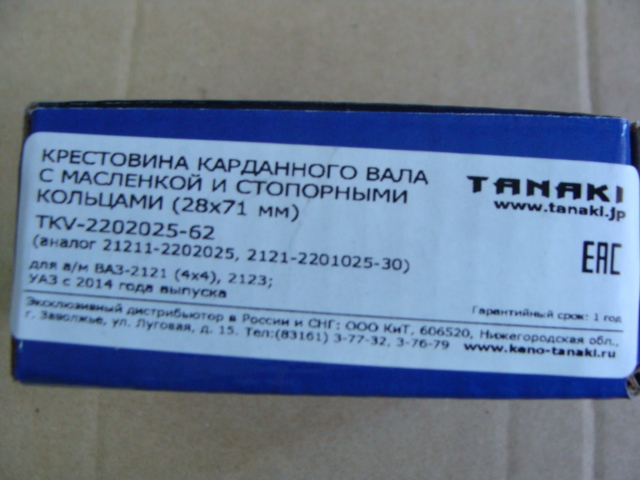 КРЕСТОВИНА КАРДАННОГО ВАЛА
С МАСЛЕНКОЙ И СТОПОРНЫМИ
КОЛЬЦАМИ (28х71 мм)
TKV-2202025-62
(аналог 21211-2202025, 2121-2201025-30)
для а/м ВАЗ-2121 (4х4), 2123;
УАЗ с 2014 года выпуска
TANAKI
www.tanaki.jp
EAC
Гарантийный срок: 1 год
Эксклюзивный дистрибьютор в России и СНГ: ООО КиТ, 606520, Нижегородская обл.,
г. Заволжье, ул. Луговая, д. 15. Тел:(83161) 3-77-32, 3-76-79 www.kano-tanaki.ru